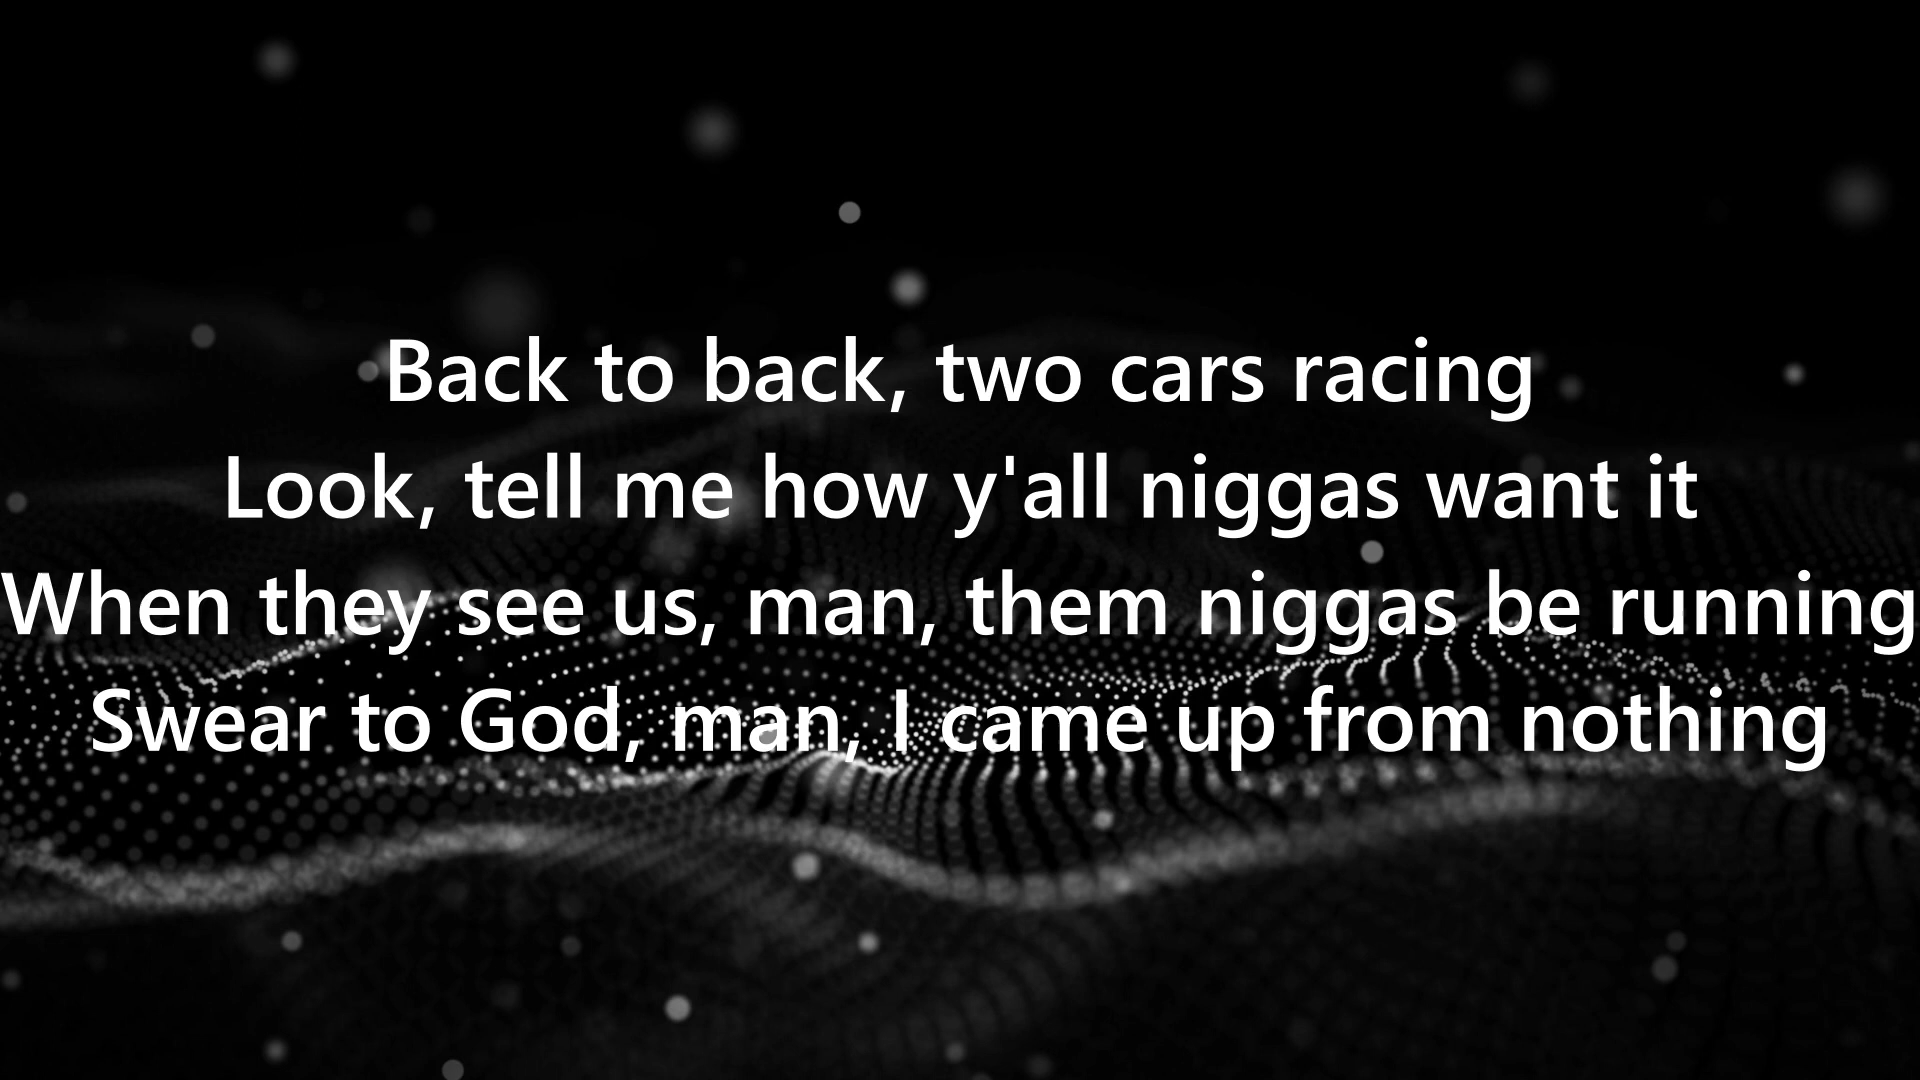 Back to back, two cars racing
Look, tell me how y'all niggas want it
When they see us, man, them niggas be running
Swear to God, man, I came up from nothing